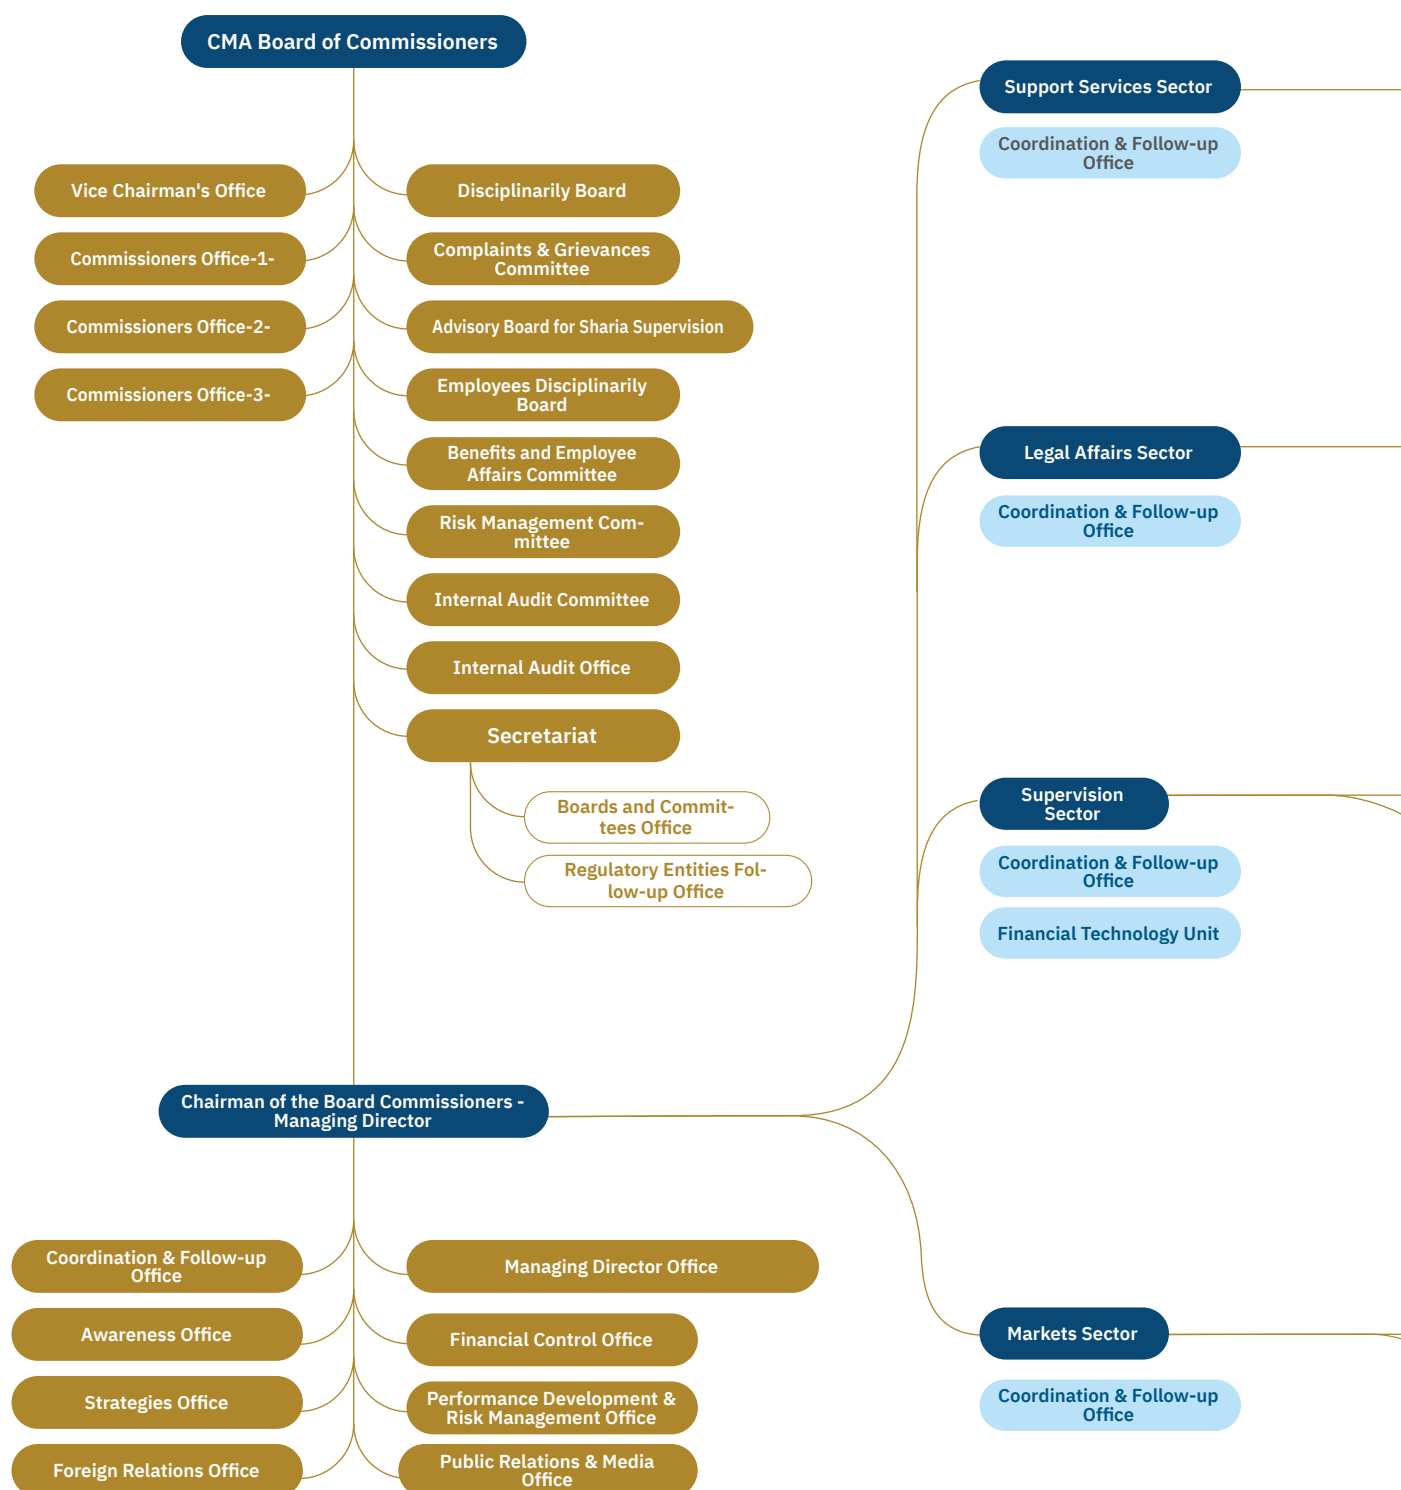 CMA Board of Commissioners
Vice Chairman's Office
Commissioners Office-1-
Commissioners Office-2-
Commissioners Office-3-
Disciplinarily Board
Complaints & Grievances
Committee
Advisory Board for Sharia Supervision
Employees Disciplinarily
Board
Benefits and Employee
Affairs Committee
Risk Management Com-
mittee
Internal Audit Committee
Internal Audit Office
Secretariat
Boards and Commit-
tees Office
Regulatory Entities Fol-
low-up Office
Chairman of the Board Commissioners -
Managing Director
Coordination & Follow-up
Office
Awareness Office
Strategies Office
Foreign Relations Office
Managing Director Office
Financial Control Office
Performance Development &
Risk Management Office
Public Relations & Media
Office
Support Services Sector
Coordination & Follow-up
Office
Legal Affairs Sector
Coordination & Follow-up
Office
Supervision
Sector
Coordination & Follow-up
Office
Financial Technology Unit
Markets Sector
Coordination & Follow-up
Office